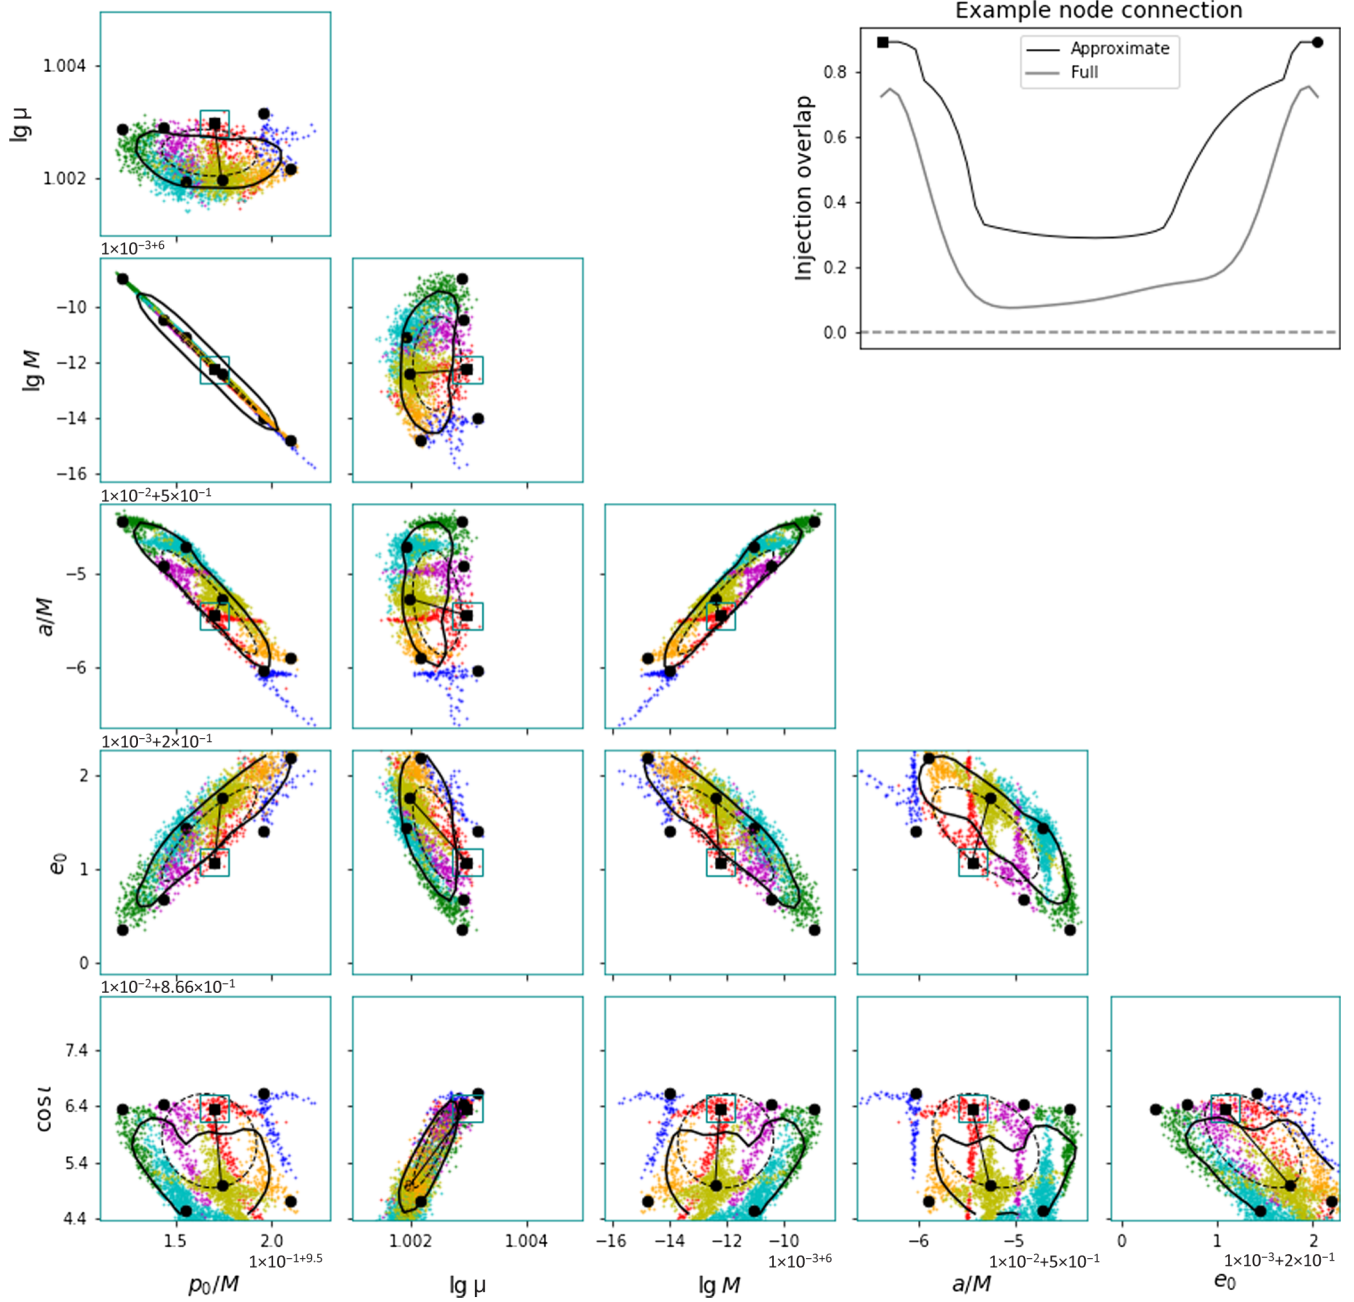 Example node connection
Approximate
Full
Injection overlap
0.8
0.6
0.4
0.2
0.0
lg μ
1.004
1.002
1×10⁻³+6
lg M
−10
−12
−14
−16
1×10⁻²+5×10⁻¹
a/M
−5
−6
1×10⁻³+2×10⁻¹
e₀
2
1
0
1×10⁻²+8.66×10⁻¹
cos ι
7.4
6.4
5.4
4.4
1.5 2.0 1.002 1.004 −16 −14 −12 −10 −6 −5 0 1 2
1×10⁻¹+9.5 1×10⁻³+6 1×10⁻²+5×10⁻¹ 1×10⁻³+2×10⁻¹
p₀/M lg μ lg M a/M e₀